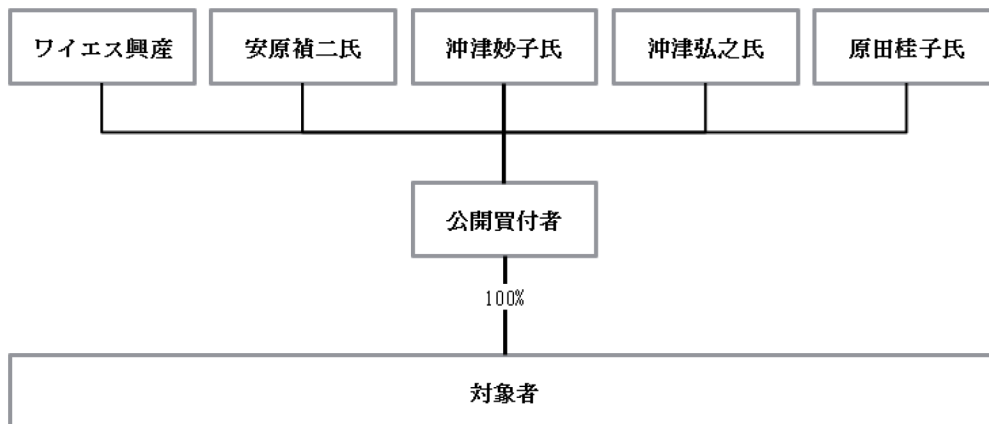 ワイエス興産
安原禎二氏
沖津妙子氏
沖津弘之氏
原田桂子氏
公開買付者
100%
対象者